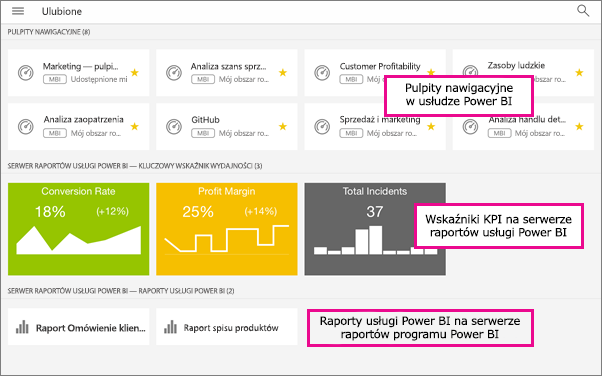 Ulubione
PULPITY NAWIGACYJNE (8)
Marketing — pulpi...
MBI Udostępnione mi
Analiza szans sprz...
MBI Mój obszar ro...
Customer Profitability
MBI Mój obszar ro...
Zasoby ludzkie
Mój obszar ro...
Pulpity nawigacyjne
w usłudze Power BI
Analiza zaopatrzenia
MBI Mój obszar ro...
GitHub
MBI Mój obszar ro...
Sprzedaż i marketing
MBI Mój obszar ro...
Analiza handlu det...
MBI Mój obszar ro...
SERWER RAPORTÓW USŁUGI POWER BI — KLUCZOWY WSKAŹNIK WYDAJNOŚCI (3)
Conversion Rate
18% (+12%)
Profit Margin
25% (+14%)
Total Incidents
37
Wskaźniki KPI na serwerze
raportów usługi Power BI
SERWER RAPORTÓW USŁUGI POWER BI — RAPORTY USŁUGI POWER BI (2)
Raport Omówienie klien...
Raport spisu produktów
Raporty usługi Power BI na serwerze
raportów programu Power BI